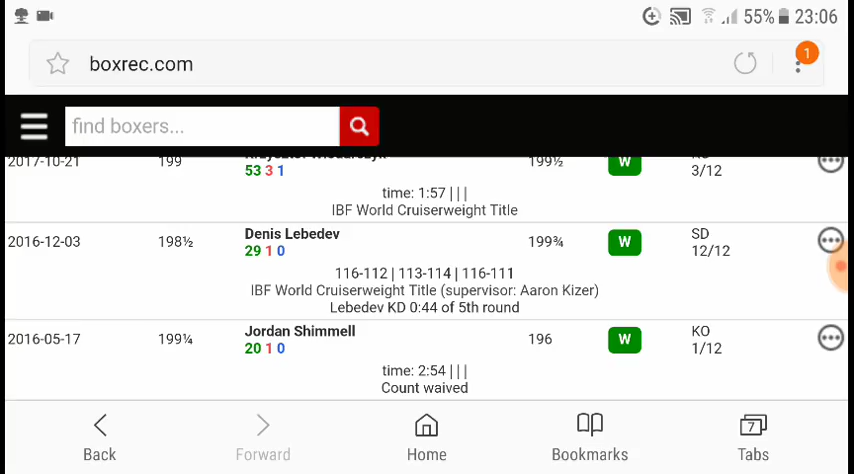 55% 23:06
boxrec.com
1
find boxers...
2017-10-21 199 199½ W 3/12
53 3 1
time: 1:57 | | |
IBF World Cruiserweight Title
2016-12-03 198½ Denis Lebedev 199¾ W SD
29 1 0 12/12
116-112 | 113-114 | 116-111
IBF World Cruiserweight Title (supervisor: Aaron Kizer)
Lebedev KD 0:44 of 5th round
2016-05-17 199¼ Jordan Shimmell 196 W KO
20 1 0 1/12
time: 2:54 | | |
Count waived
7
Back Forward Home Bookmarks Tabs